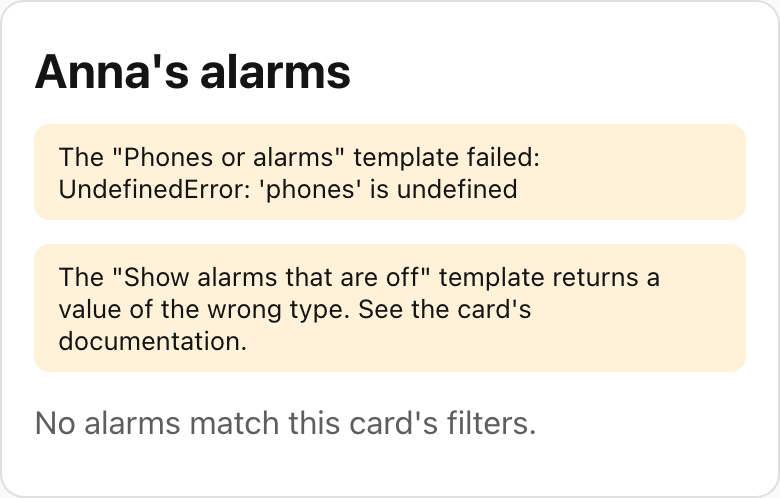 Anna's alarms
The "Phones or alarms" template failed:
UndefinedError: 'phones' is undefined
The "Show alarms that are off" template returns a
value of the wrong type. See the card's
documentation.
No alarms match this card's filters.